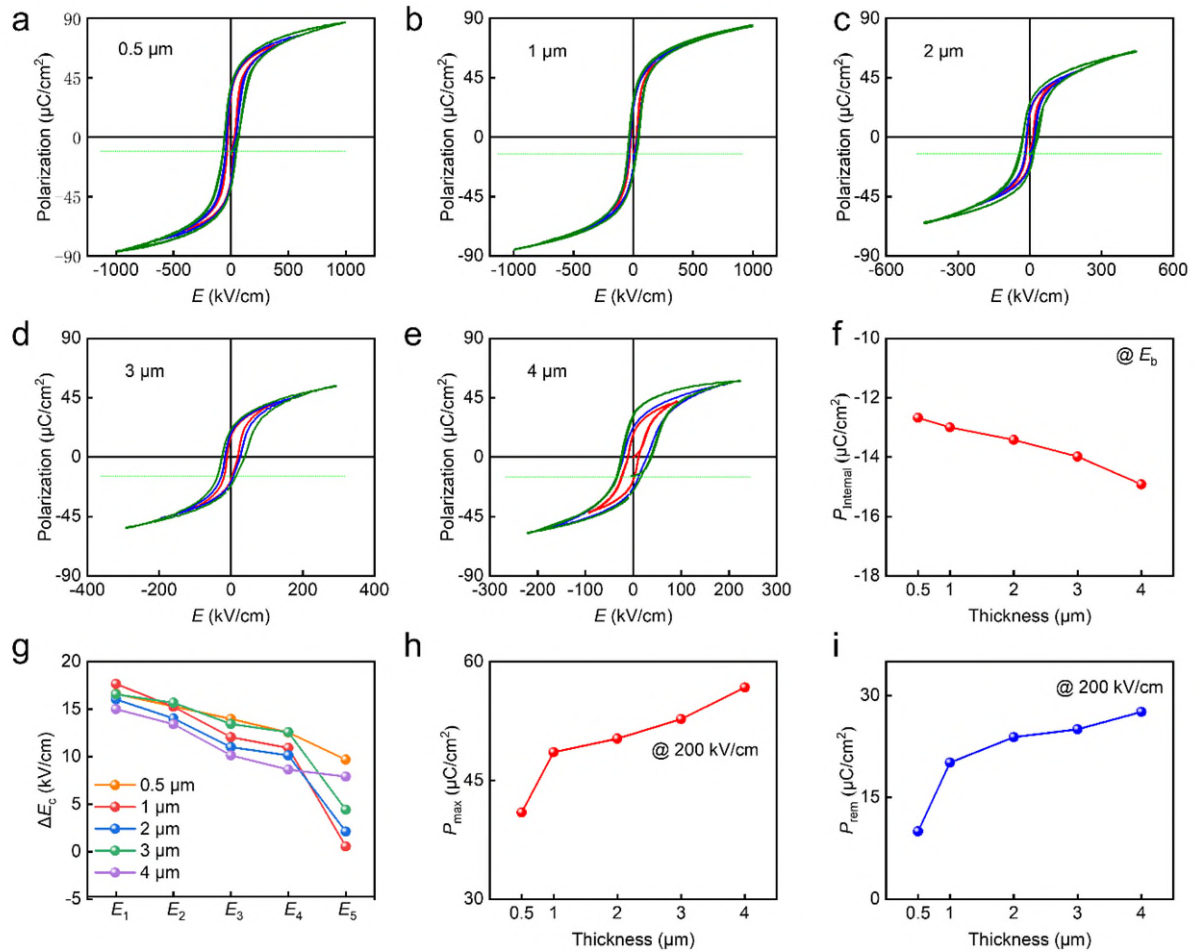 a
90
45
0
-45
-90
Polarization (µC/cm²)
0.5 µm
-1000 -500 0 500 1000
E (kV/cm)
b
90
45
0
-45
-90
Polarization (µC/cm²)
1 µm
-1000 -500 0 500 1000
E (kV/cm)
c
90
45
0
-45
-90
Polarization (µC/cm²)
2 µm
-600 -300 0 300 600
E (kV/cm)
d
90
45
0
-45
-90
Polarization (µC/cm²)
3 µm
-400 -200 0 200 400
E (kV/cm)
e
90
45
0
-45
-90
Polarization (µC/cm²)
4 µm
-300 -200 -100 0 100 200 300
E (kV/cm)
f
-10
-12
-14
-16
-18
P_Internal (µC/cm²)
@ E_b
0.5 1 2 3 4
Thickness (µm)
g
20
15
10
5
0
-5
ΔE_c (kV/cm)
0.5 µm
1 µm
2 µm
3 µm
4 µm
E₁ E₂ E₃ E₄ E₅
h
60
45
30
P_max (µC/cm²)
@ 200 kV/cm
0.5 1 2 3 4
Thickness (µm)
i
30
15
0
P_rem (µC/cm²)
@ 200 kV/cm
0.5 1 2 3 4
Thickness (µm)